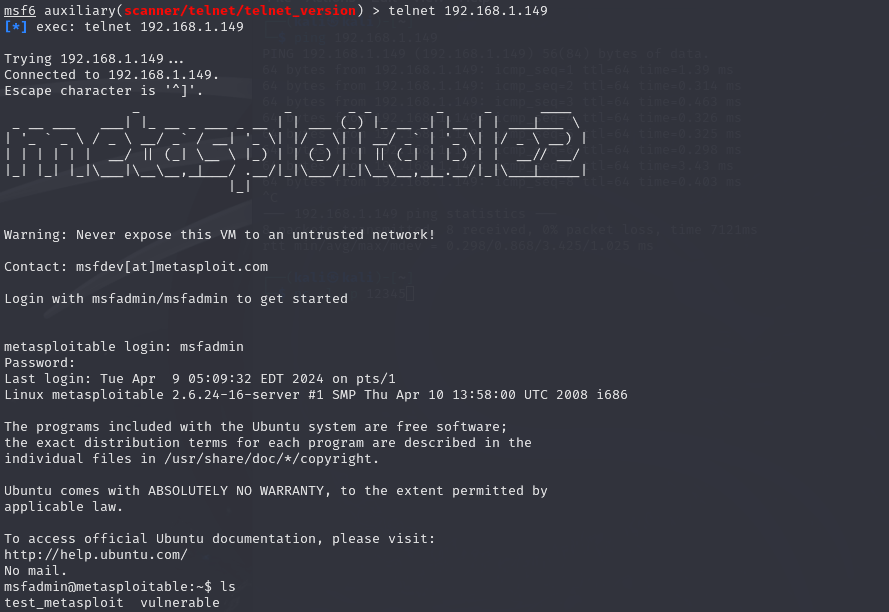 msf6 auxiliary(scanner/telnet/telnet_version) > telnet 192.168.1.149
[*] exec: telnet 192.168.1.149
Trying 192.168.1.149...
Connected to 192.168.1.149.
Escape character is '^]'.
metasploitable2
Warning: Never expose this VM to an untrusted network!
Contact: msfdev[at]metasploit.com
Login with msfadmin/msfadmin to get started
metasploitable login: msfadmin
Password:
Last login: Tue Apr  9 05:09:32 EDT 2024 on pts/1
Linux metasploitable 2.6.24-16-server #1 SMP Thu Apr 10 13:58:00 UTC 2008 i686
The programs included with the Ubuntu system are free software;
the exact distribution terms for each program are described in the
individual files in /usr/share/doc/*/copyright.
Ubuntu comes with ABSOLUTELY NO WARRANTY, to the extent permitted by
applicable law.
To access official Ubuntu documentation, please visit:
http://help.ubuntu.com/
No mail.
msfadmin@metasploitable:~$ ls
test_metasploit  vulnerable